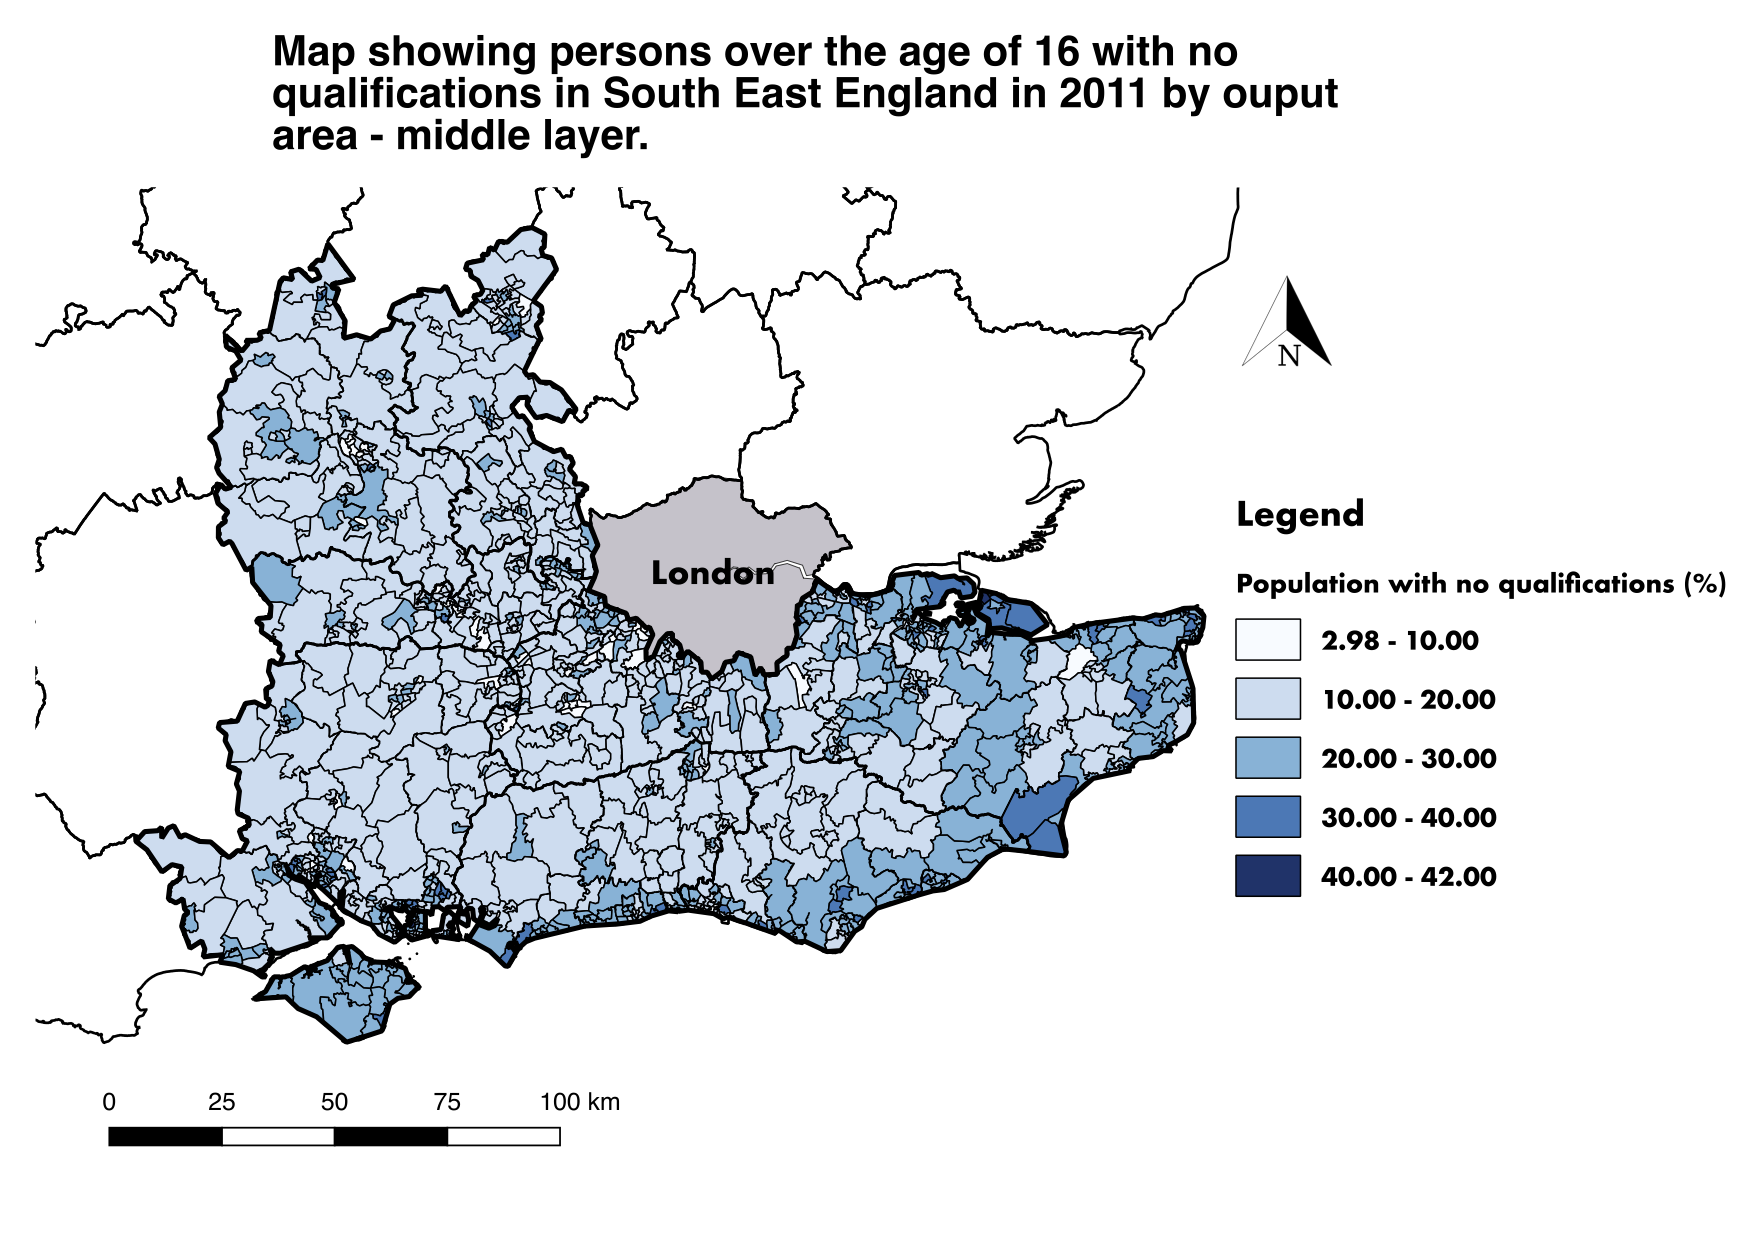 Map showing persons over the age of 16 with no
qualifications in South East England in 2011 by ouput
area - middle layer.
N
London
Legend
Population with no qualifications (%)
2.98 - 10.00
10.00 - 20.00
20.00 - 30.00
30.00 - 40.00
40.00 - 42.00
0 25 50 75 100 km